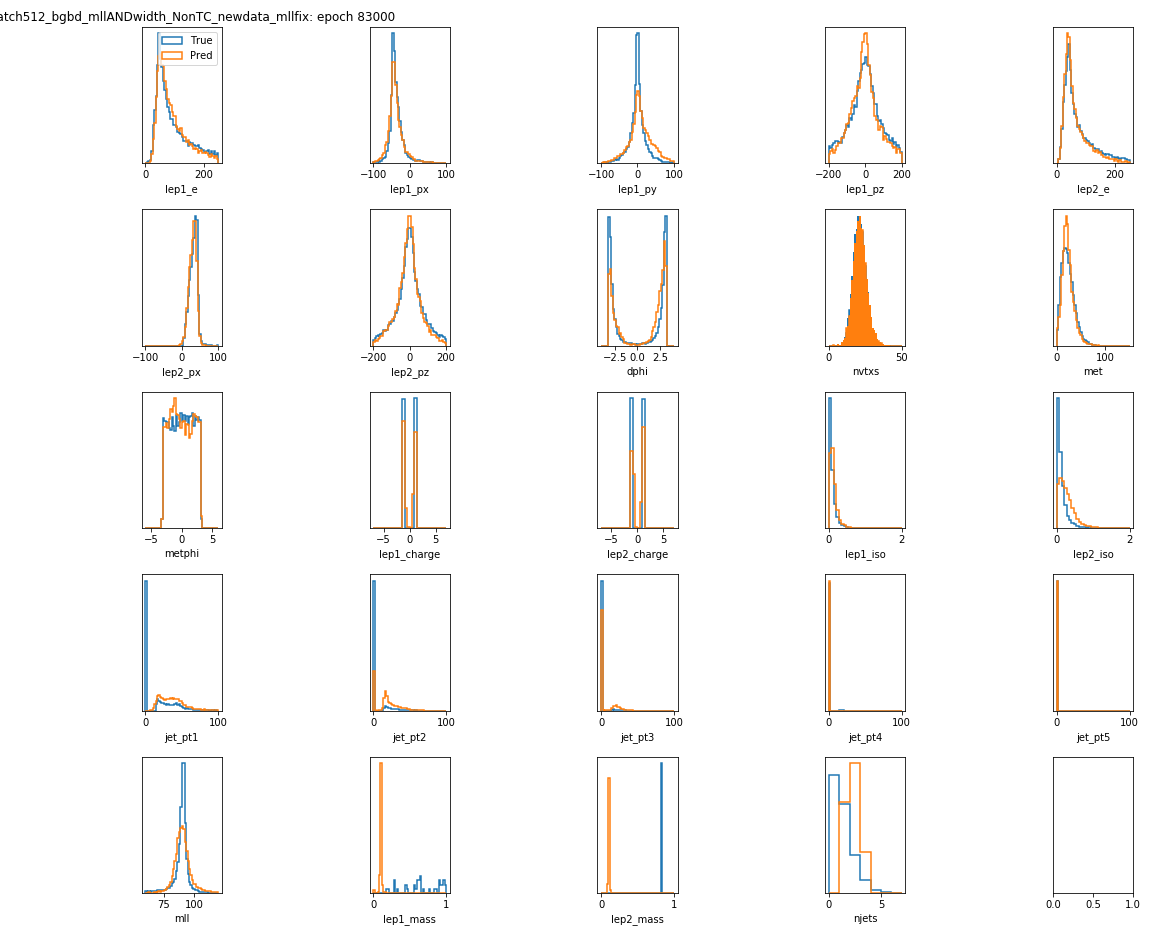 atch512_bgbd_mllANDwidth_NonTC_newdata_mllfix: epoch 83000
True
Pred
0 200
lep1_e
−100 0 100
lep1_px
−100 0 100
lep1_py
−200 0 200
lep1_pz
0 200
lep2_e
−100 0 100
lep2_px
−200 0 200
lep2_pz
−2.5 0.0 2.5
dphi
0 50
nvtxs
0 100
met
−5 0 5
metphi
−5 0 5
lep1_charge
−5 0 5
lep2_charge
0 2
lep1_iso
0 2
lep2_iso
0 100
jet_pt1
0 100
jet_pt2
0 100
jet_pt3
0 100
jet_pt4
0 100
jet_pt5
75 100
mll
0 1
lep1_mass
0 1
lep2_mass
0 5
njets
0.0 0.5 1.0